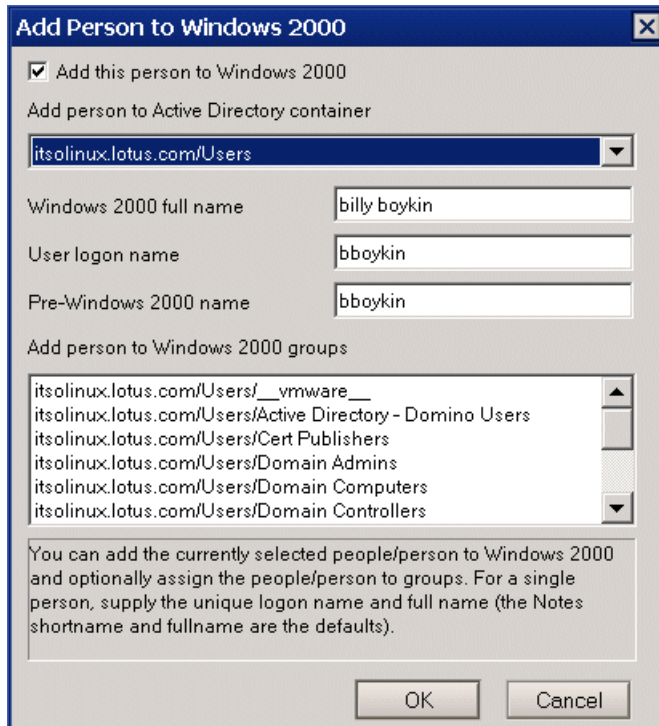 Add Person to Windows 2000
Add this person to Windows 2000
Add person to Active Directory container
itsolinux.lotus.com/Users
Windows 2000 full name
billy boykin
User logon name
bboykin
Pre-Windows 2000 name
bboykin
Add person to Windows 2000 groups
itsolinux.lotus.com/Users/__vmware__
itsolinux.lotus.com/Users/Active Directory - Domino Users
itsolinux.lotus.com/Users/Cert Publishers
itsolinux.lotus.com/Users/Domain Admins
itsolinux.lotus.com/Users/Domain Computers
itsolinux.lotus.com/Users/Domain Controllers
You can add the currently selected people/person to Windows 2000
and optionally assign the people/person to groups. For a single
person, supply the unique logon name and full name (the Notes
shortname and fullname are the defaults).
OK
Cancel